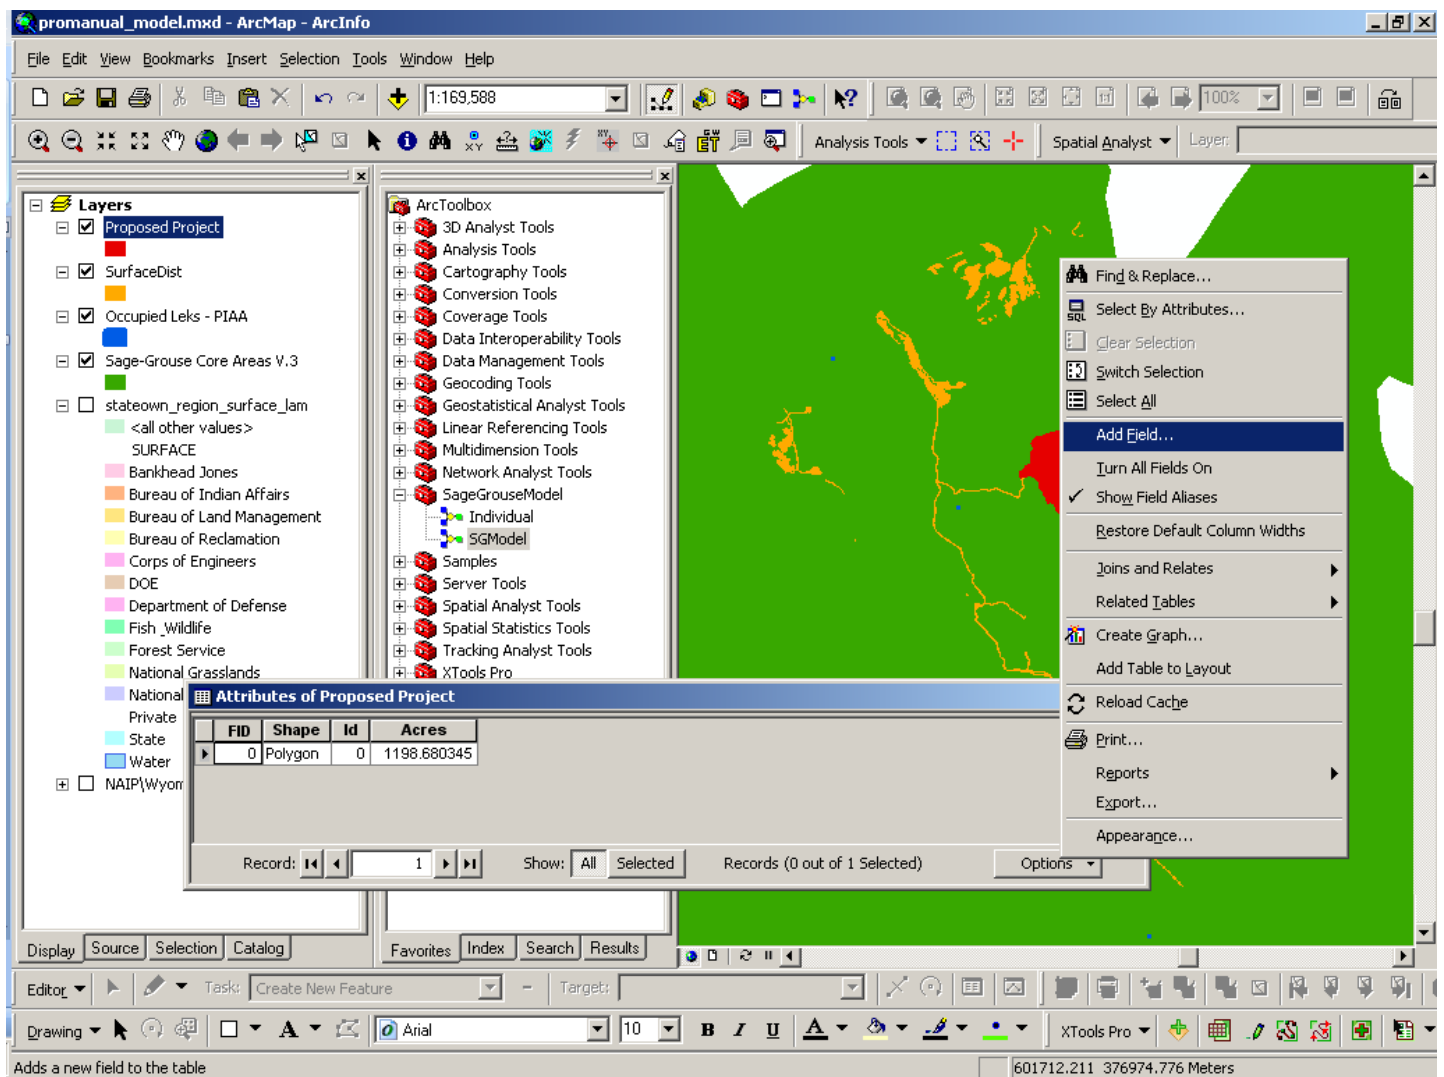 promanual_model.mxd - ArcMap - ArcInfo
File Edit View Bookmarks Insert Selection Tools Window Help
1:169,588
100%
Analysis Tools
Spatial Analyst
Layer:
Layers
Proposed Project
SurfaceDist
Occupied Leks - PIAA
Sage-Grouse Core Areas V.3
stateown_region_surface_lam
<all other values>
SURFACE
Bankhead Jones
Bureau of Indian Affairs
Bureau of Land Management
Bureau of Reclamation
Corps of Engineers
DOE
Department of Defense
Fish _Wildlife
Forest Service
National Grasslands
National
Private
State
Water
NAIP\Wyom
Display Source Selection Catalog
ArcToolbox
3D Analyst Tools
Analysis Tools
Cartography Tools
Conversion Tools
Coverage Tools
Data Interoperability Tools
Data Management Tools
Geocoding Tools
Geostatistical Analyst Tools
Linear Referencing Tools
Multidimension Tools
Network Analyst Tools
SageGrouseModel
Individual
SGModel
Samples
Server Tools
Spatial Analyst Tools
Spatial Statistics Tools
Tracking Analyst Tools
XTools Pro
Favorites Index Search Results
Find & Replace...
SQL Select By Attributes...
Clear Selection
Switch Selection
Select All
Add Field...
Turn All Fields On
Show Field Aliases
Restore Default Column Widths
Joins and Relates
Related Tables
Create Graph...
Add Table to Layout
Reload Cache
Print...
Reports
Export...
Appearance...
Attributes of Proposed Project
FID Shape Id Acres
0 Polygon 0 1198.680345
Record: 1 Show: All Selected Records (0 out of 1 Selected) Options
Editor Task: Create New Feature Target:
Drawing A Arial 10 B I U A XTools Pro
Adds a new field to the table
601712.211 376974.776 Meters